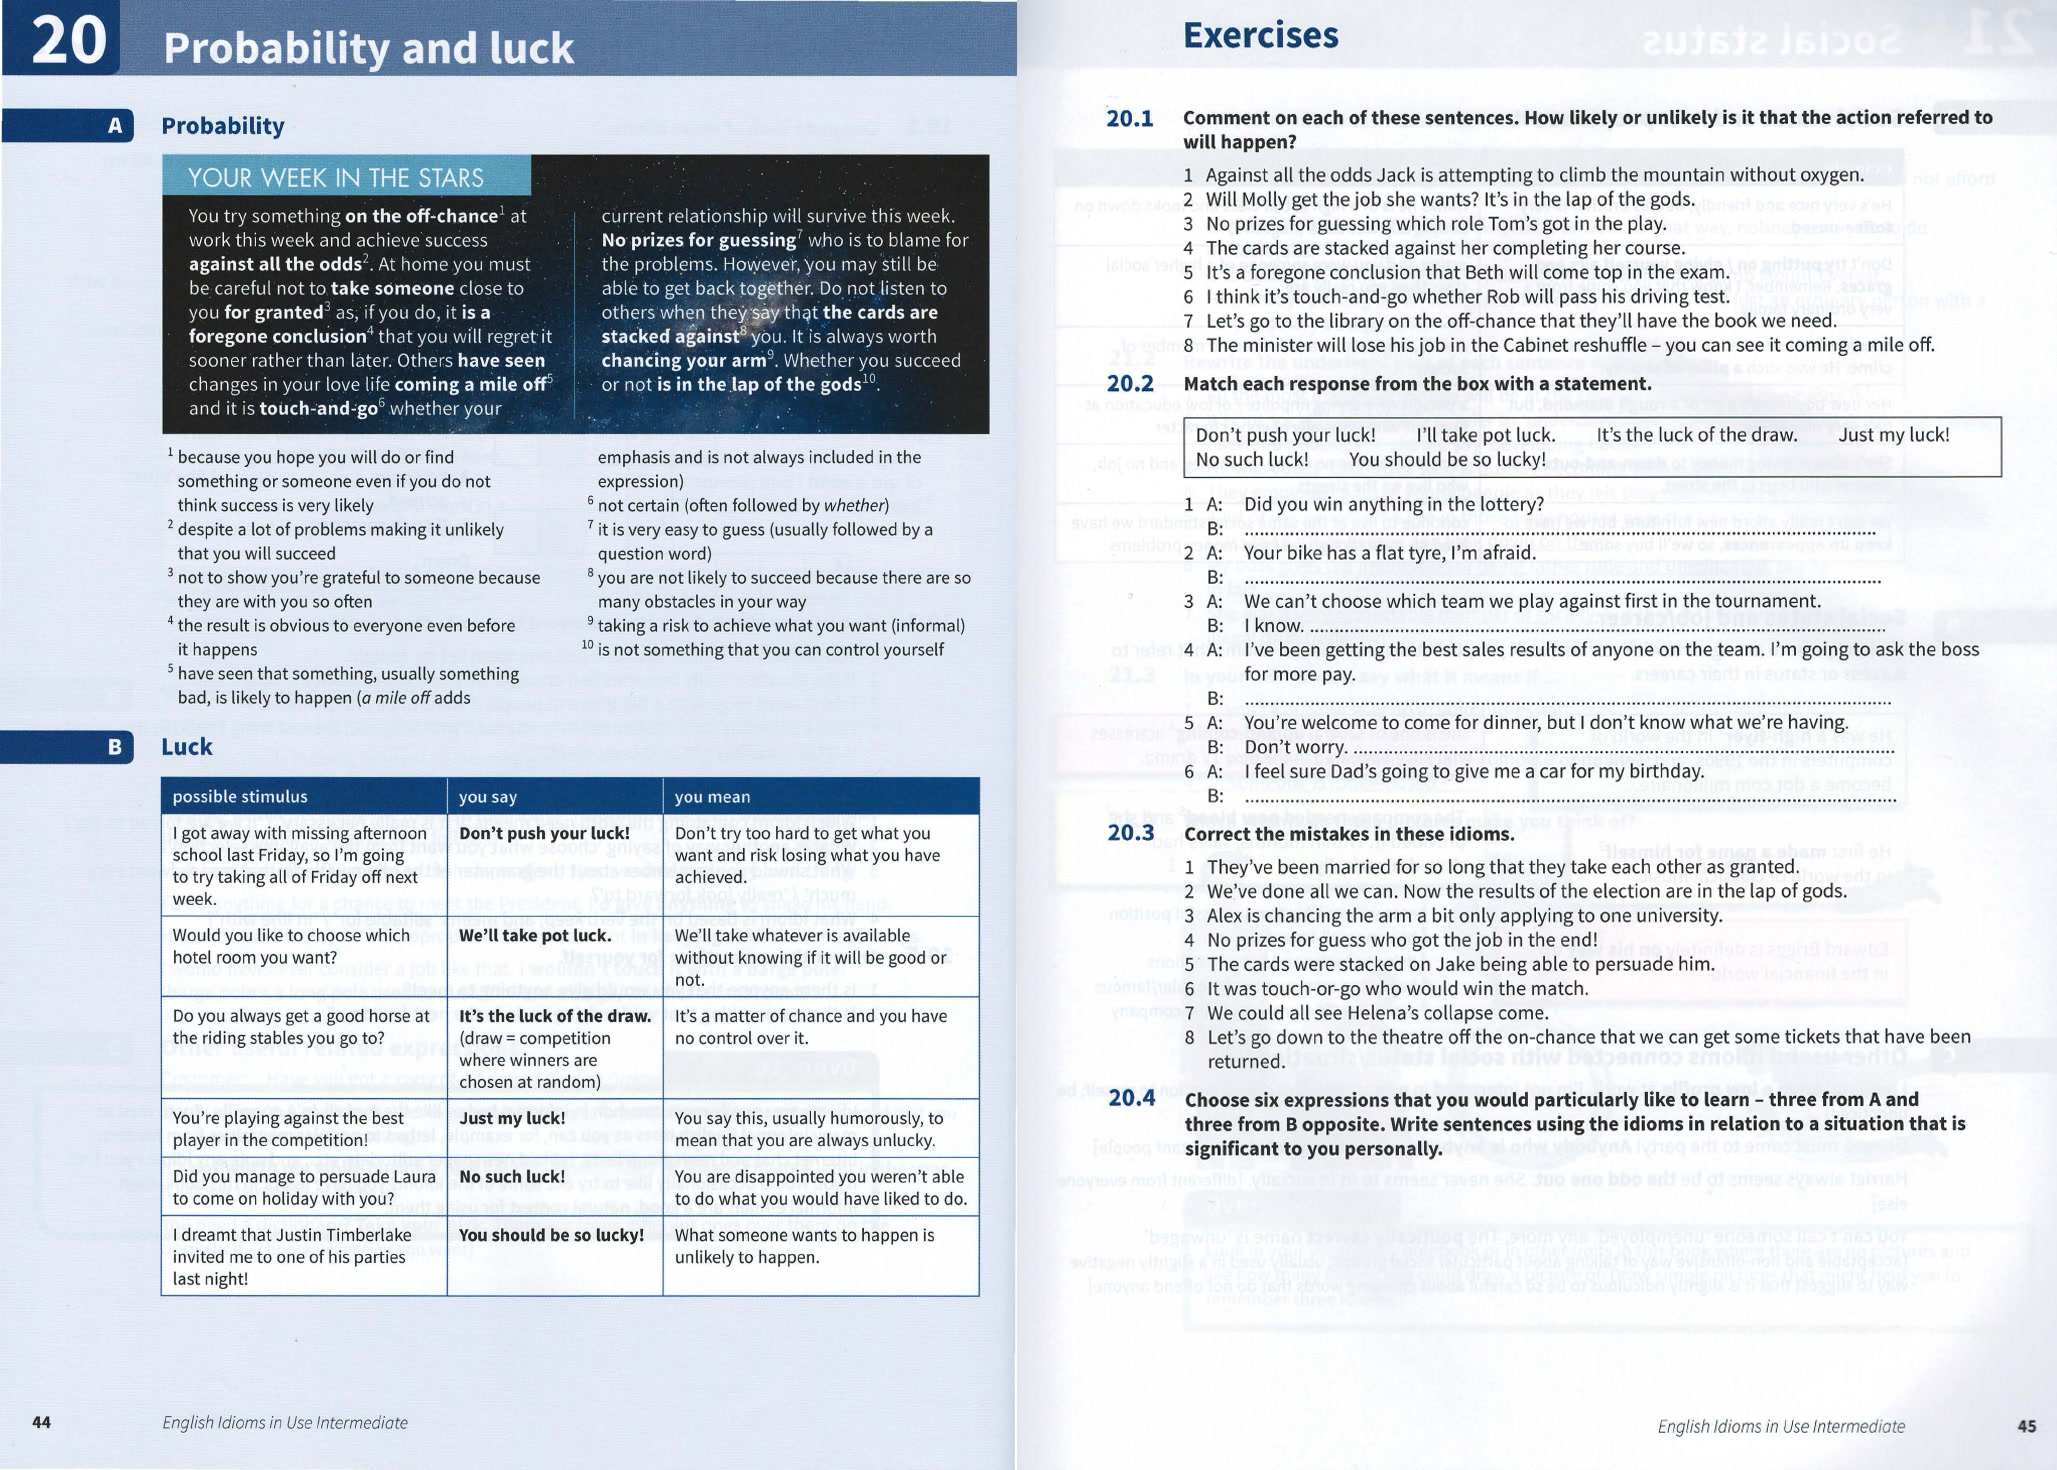 20
Probability and luck
A
Probability
YOUR WEEK IN THE STARS
You try something on the off-chance1 at
work this week and achieve success
against all the odds2. At home you must
be careful not to take someone close to
you for granted3 as, if you do, it is a
foregone conclusion4 that you will regret it
sooner rather than later. Others have seen
changes in your love life coming a mile off5
and it is touch-and-go6 whether your
current relationship will survive this week.
No prizes for guessing7 who is to blame for
the problems. However, you may still be
able to get back together. Do not listen to
others when they say that the cards are
stacked against8 you. It is always worth
chancing your arm9. Whether you succeed
or not is in the lap of the gods10.
1 because you hope you will do or find
something or someone even if you do not
think success is very likely
2 despite a lot of problems making it unlikely
that you will succeed
3 not to show you're grateful to someone because
they are with you so often
4 the result is obvious to everyone even before
it happens
5 have seen that something, usually something
bad, is likely to happen (a mile off adds
emphasis and is not always included in the
expression)
6 not certain (often followed by whether)
7 it is very easy to guess (usually followed by a
question word)
8 you are not likely to succeed because there are so
many obstacles in your way
9 taking a risk to achieve what you want (informal)
10 is not something that you can control yourself
B
Luck
possible stimulus
you say
you mean
I got away with missing afternoon
school last Friday, so I'm going
to try taking all of Friday off next
week.
Don't push your luck!
Don't try too hard to get what you
want and risk losing what you have
achieved.
Would you like to choose which
hotel room you want?
We'll take pot luck.
We'll take whatever is available
without knowing if it will be good or
not.
Do you always get a good horse at
the riding stables you go to?
It's the luck of the draw.
(draw = competition
where winners are
chosen at random)
It's a matter of chance and you have
no control over it.
You're playing against the best
player in the competition!
Just my luck!
You say this, usually humorously, to
mean that you are always unlucky.
Did you manage to persuade Laura
to come on holiday with you?
No such luck!
You are disappointed you weren't able
to do what you would have liked to do.
I dreamt that Justin Timberlake
invited me to one of his parties
last night!
You should be so lucky!
What someone wants to happen is
unlikely to happen.
44
English Idioms in Use Intermediate
Exercises
20.1 Comment on each of these sentences. How likely or unlikely is it that the action referred to
will happen?
1 Against all the odds Jack is attempting to climb the mountain without oxygen.
2 Will Molly get the job she wants? It's in the lap of the gods.
3 No prizes for guessing which role Tom's got in the play.
4 The cards are stacked against her completing her course.
5 It's a foregone conclusion that Beth will come top in the exam.
6 I think it's touch-and-go whether Rob will pass his driving test.
7 Let's go to the library on the off-chance that they'll have the book we need.
8 The minister will lose his job in the Cabinet reshuffle – you can see it coming a mile off.
20.2 Match each response from the box with a statement.
Don't push your luck! I'll take pot luck. It's the luck of the draw. Just my luck!
No such luck! You should be so lucky!
1 A: Did you win anything in the lottery?
B:
2 A: Your bike has a flat tyre, I'm afraid.
B:
3 A: We can't choose which team we play against first in the tournament.
B: I know.
4 A: I've been getting the best sales results of anyone on the team. I'm going to ask the boss
for more pay.
B:
5 A: You're welcome to come for dinner, but I don't know what we're having.
B: Don't worry.
6 A: I feel sure Dad's going to give me a car for my birthday.
B:
20.3 Correct the mistakes in these idioms.
1 They've been married for so long that they take each other as granted.
2 We've done all we can. Now the results of the election are in the lap of gods.
3 Alex is chancing the arm a bit only applying to one university.
4 No prizes for guess who got the job in the end!
5 The cards were stacked on Jake being able to persuade him.
6 It was touch-or-go who would win the match.
7 We could all see Helena's collapse come.
8 Let's go down to the theatre off the on-chance that we can get some tickets that have been
returned.
20.4 Choose six expressions that you would particularly like to learn – three from A and
three from B opposite. Write sentences using the idioms in relation to a situation that is
significant to you personally.
English Idioms in Use Intermediate
45